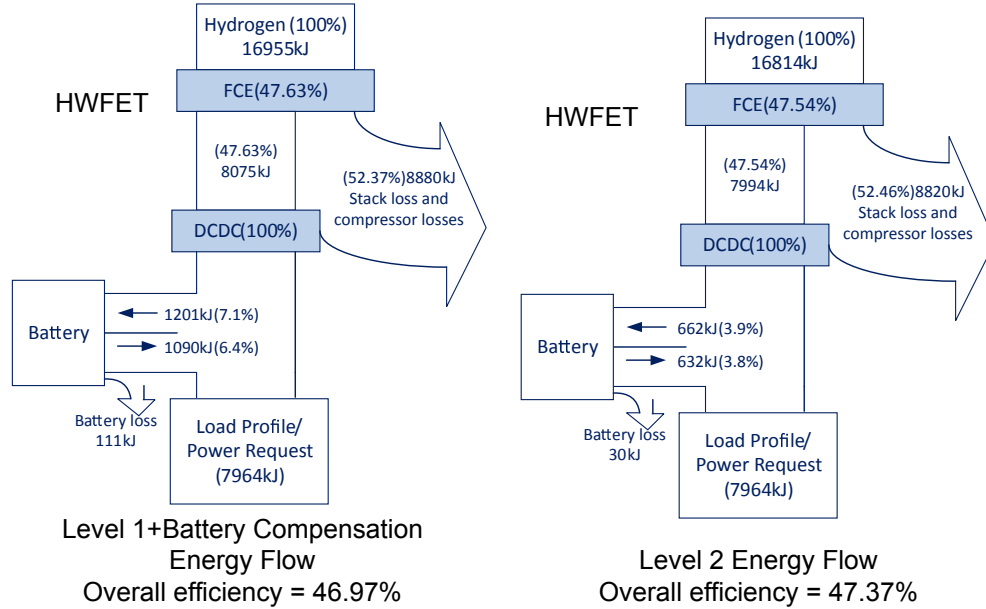 HWFET
Hydrogen (100%)
16955kJ
FCE(47.63%)
(47.63%)
8075kJ
(52.37%)8880kJ
Stack loss and
compressor losses
DCDC(100%)
Battery
1201kJ(7.1%)
1090kJ(6.4%)
Battery loss
111kJ
Load Profile/
Power Request
(7964kJ)
Level 1+Battery Compensation
Energy Flow
Overall efficiency = 46.97%
HWFET
Hydrogen (100%)
16814kJ
FCE(47.54%)
(47.54%)
7994kJ
(52.46%)8820kJ
Stack loss and
compressor losses
DCDC(100%)
Battery
662kJ(3.9%)
632kJ(3.8%)
Battery loss
30kJ
Load Profile/
Power Request
(7964kJ)
Level 2 Energy Flow
Overall efficiency = 47.37%